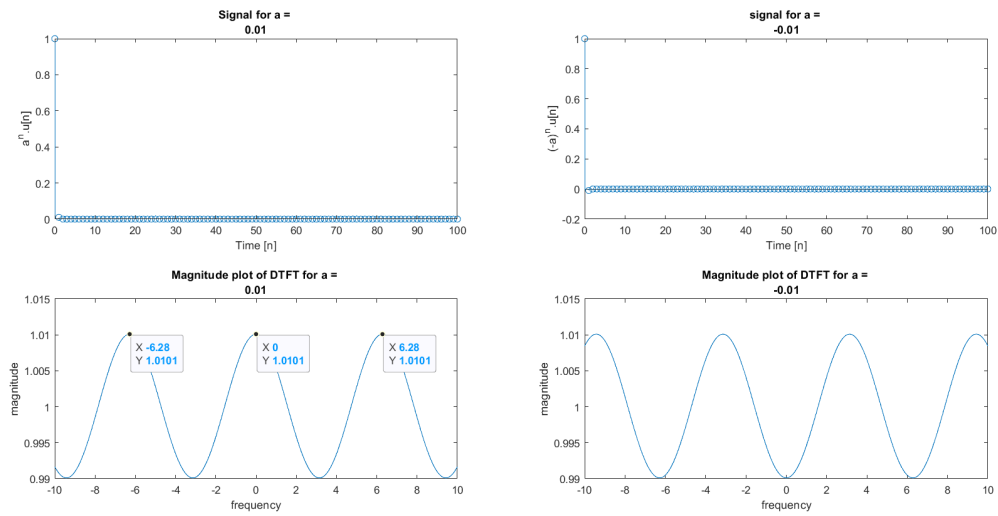 Signal for a =
0.01
1
0.8
0.6
0.4
0.2
0
aⁿ.u[n]
0 10 20 30 40 50 60 70 80 90 100
Time [n]
signal for a =
-0.01
1
0.8
0.6
0.4
0.2
0
-0.2
(-a)ⁿ.u[n]
0 10 20 30 40 50 60 70 80 90 100
Time [n]
Magnitude plot of DTFT for a =
0.01
1.015
1.01
1.005
1
0.995
0.99
magnitude
X -6.28
Y 1.0101
X 0
Y 1.0101
X 6.28
Y 1.0101
-10 -8 -6 -4 -2 0 2 4 6 8 10
frequency
Magnitude plot of DTFT for a =
-0.01
1.015
1.01
1.005
1
0.995
0.99
magnitude
-10 -8 -6 -4 -2 0 2 4 6 8 10
frequency